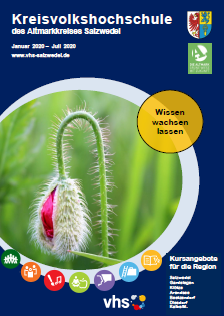 Kreisvolkshochschule
des Altmarkkreises Salzwedel
Januar 2020 – Juli 2020
www.vhs-salzwedel.de
Wissen
wachsen
lassen
Kursangebote
für die Region
Salzwedel
Gardelegen
Klötze
Arendsee
Beetzendorf
Diesdorf
Kalbe/M.
vhs